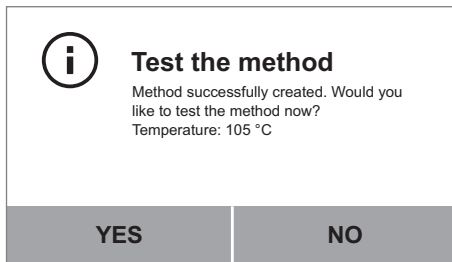 Test the method
Method successfully created. Would you
like to test the method now?
Temperature: 105 °C
YES
NO